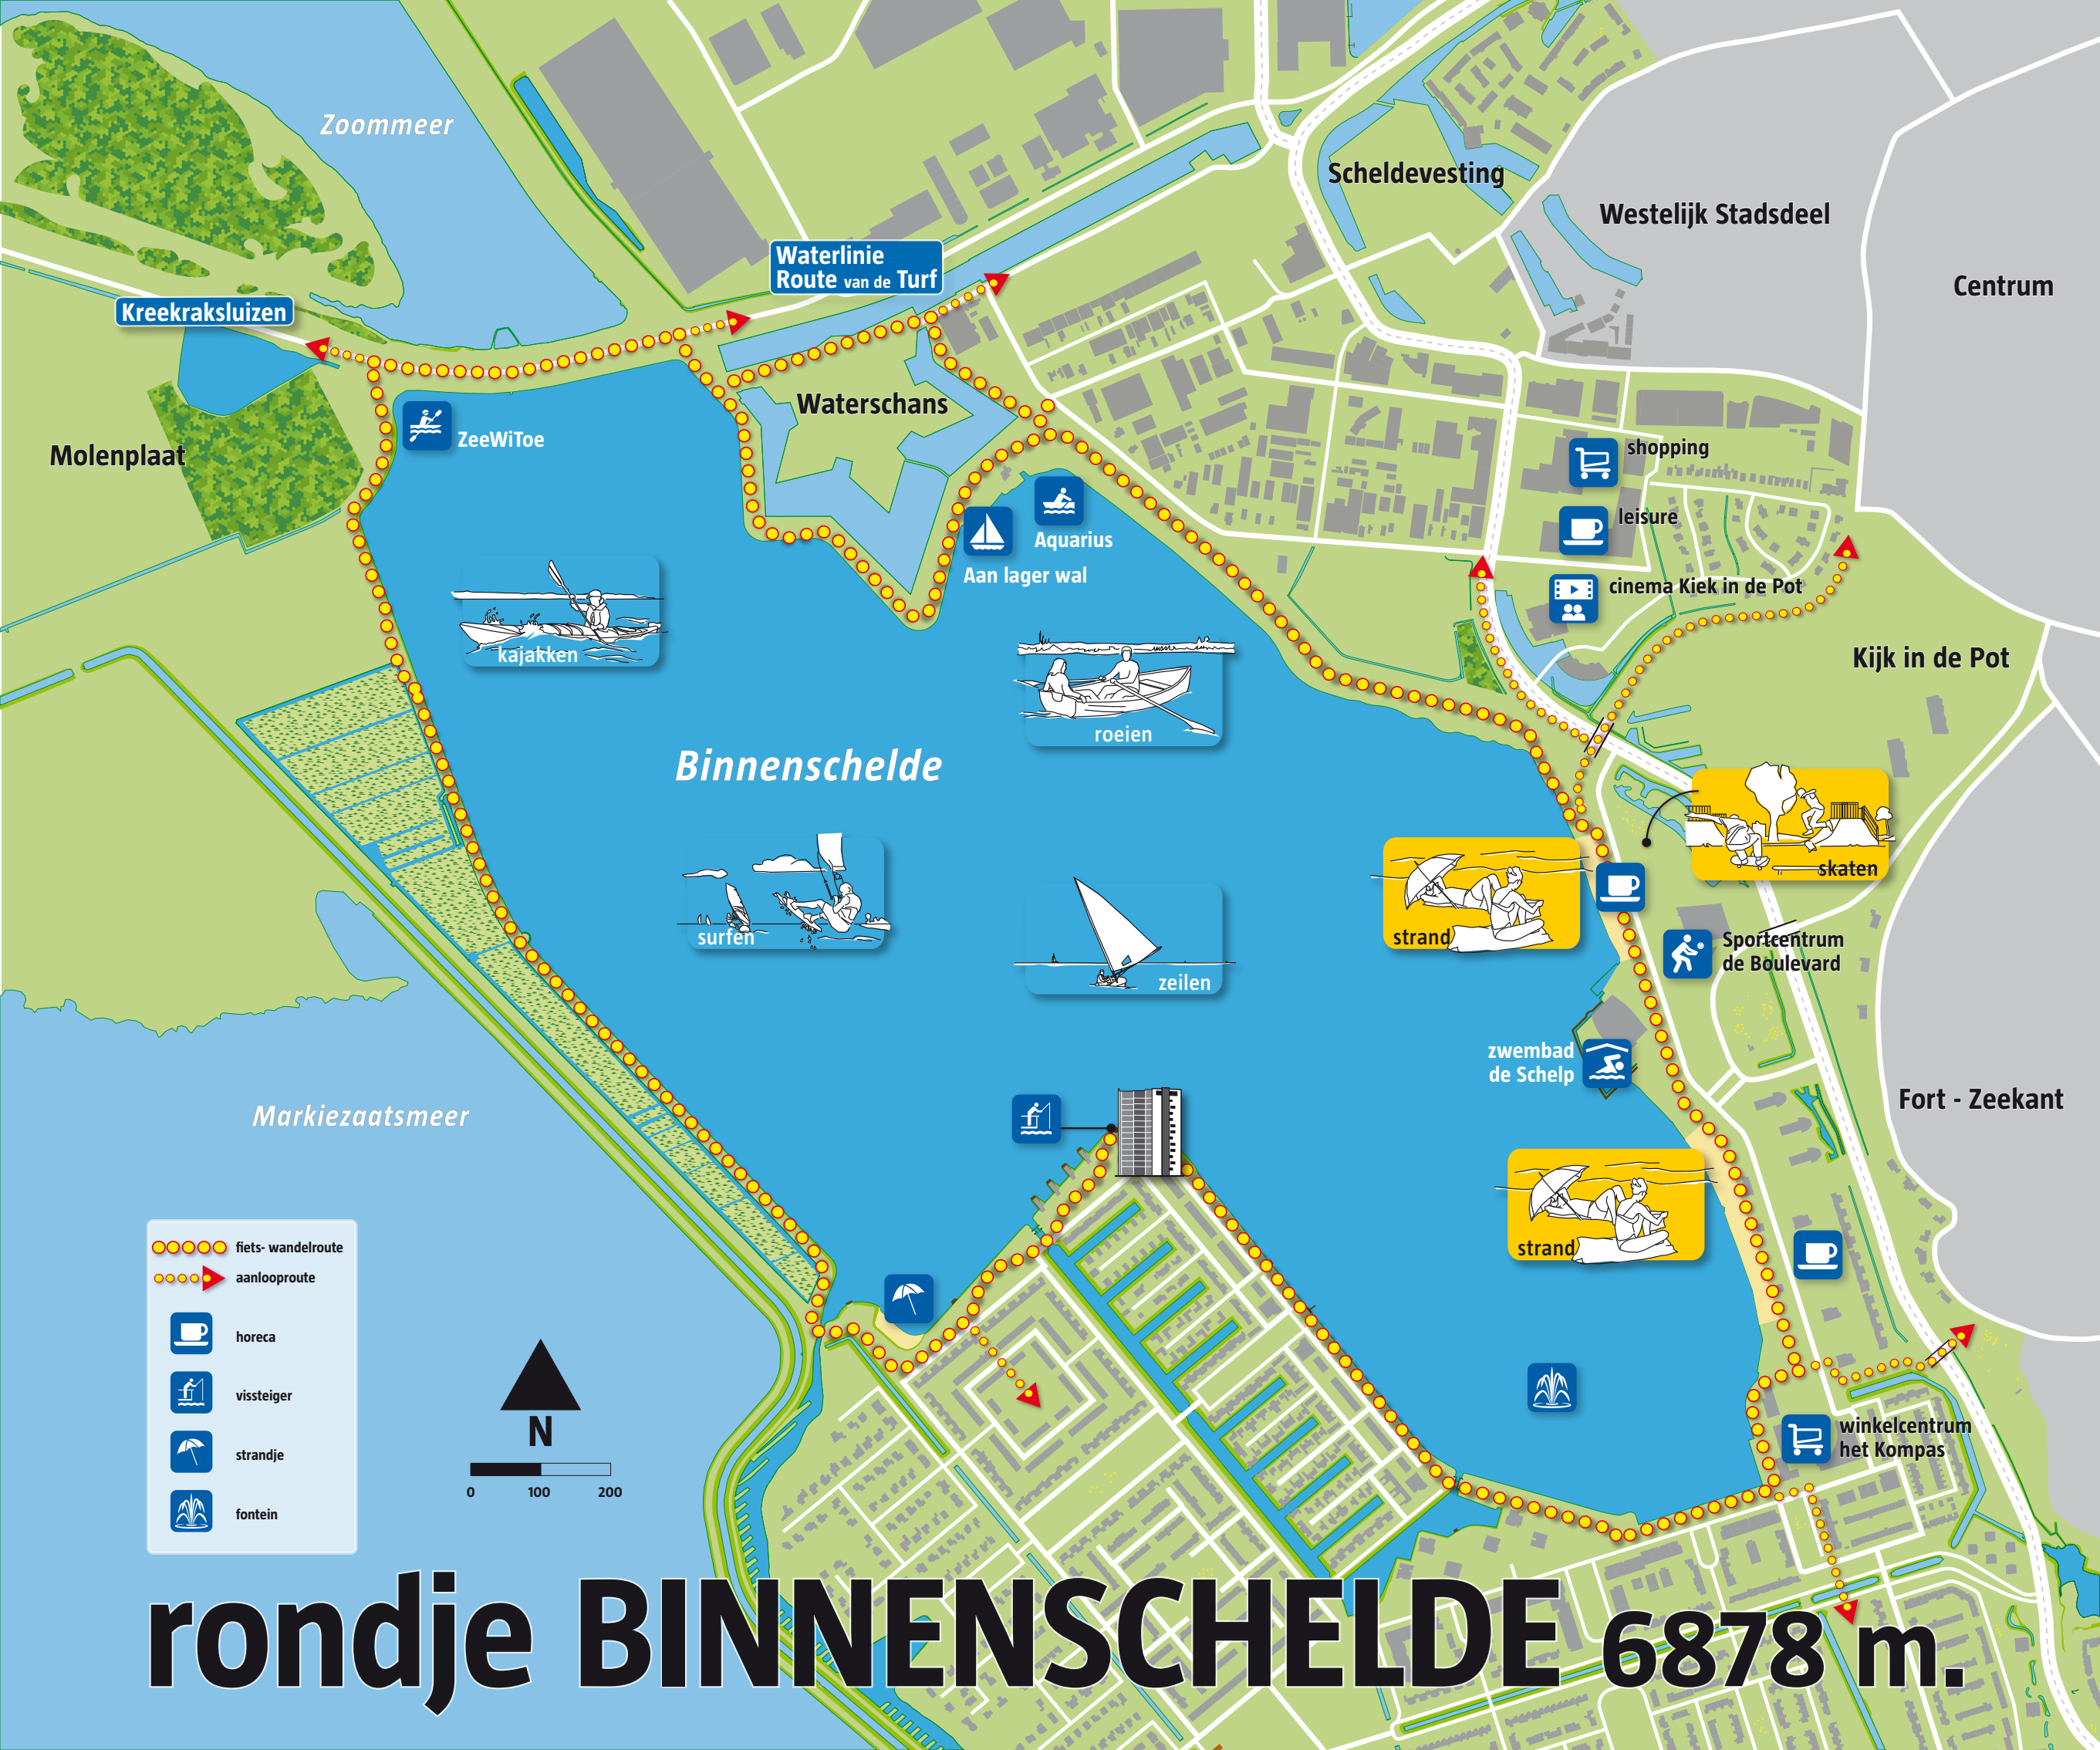 Zoommeer
Scheldevesting
Westelijk Stadsdeel
Waterlinie
Route van de Turf
Centrum
Kreekraksluizen
Waterschans
ZeeWiToe
Molenplaat
shopping
leisure
Aquarius
Aan lager wal
cinema Kiek in de Pot
kajakken
Kijk in de Pot
roeien
Binnenschelde
skaten
surfen
strand
Sportcentrum
de Boulevard
zeilen
zwembad
de Schelp
Markiezaatsmeer
Fort - Zeekant
strand
fiets- wandelroute
aanlooproute
horeca
vissteiger
strandje
fontein
N
0 100 200
winkelcentrum
het Kompas
rondje BINNENSCHELDE 6878 m.